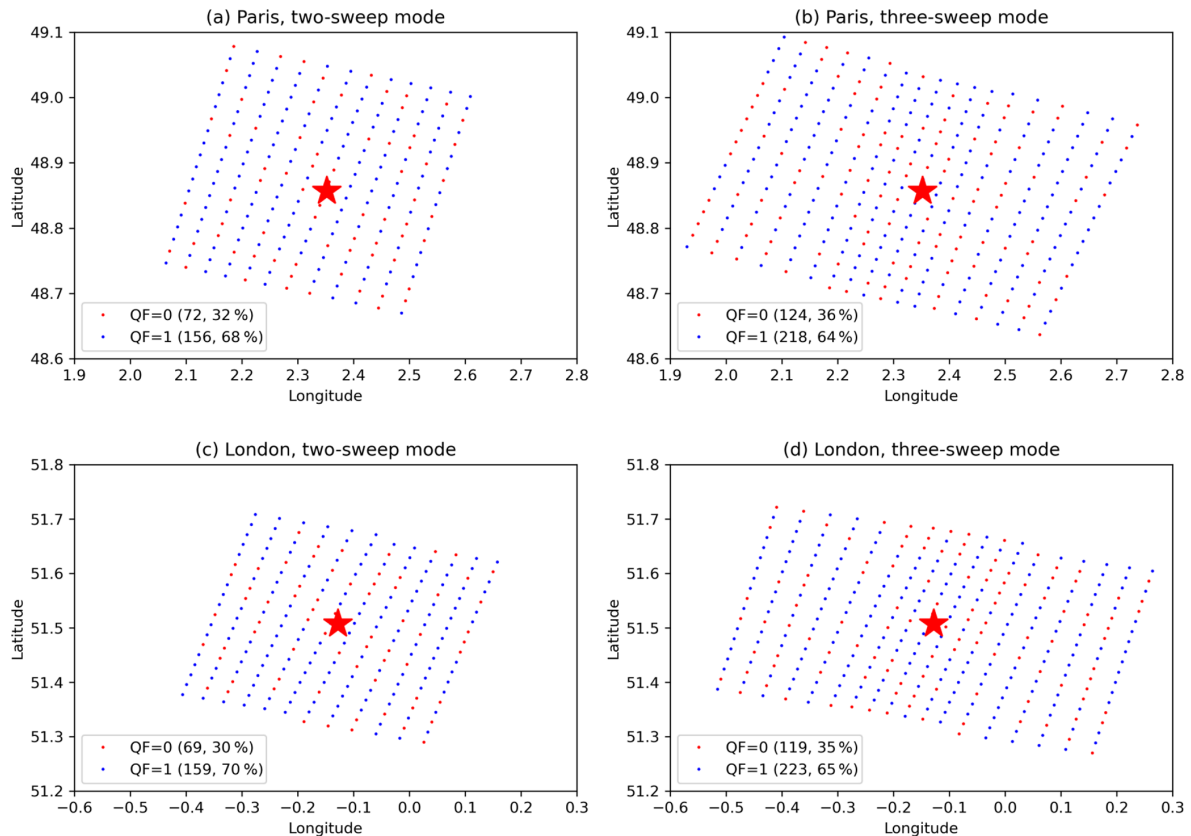 (a) Paris, two-sweep mode
49.1
49.0
48.9
48.8
48.7
48.6
Latitude
QF=0 (72, 32 %)
QF=1 (156, 68 %)
1.9 2.0 2.1 2.2 2.3 2.4 2.5 2.6 2.7 2.8
Longitude
(b) Paris, three-sweep mode
49.1
49.0
48.9
48.8
48.7
48.6
Latitude
QF=0 (124, 36 %)
QF=1 (218, 64 %)
1.9 2.0 2.1 2.2 2.3 2.4 2.5 2.6 2.7 2.8
Longitude
(c) London, two-sweep mode
51.8
51.7
51.6
51.5
51.4
51.3
51.2
Latitude
QF=0 (69, 30 %)
QF=1 (159, 70 %)
−0.6 −0.5 −0.4 −0.3 −0.2 −0.1 0.0 0.1 0.2 0.3
Longitude
(d) London, three-sweep mode
51.8
51.7
51.6
51.5
51.4
51.3
51.2
Latitude
QF=0 (119, 35 %)
QF=1 (223, 65 %)
−0.6 −0.5 −0.4 −0.3 −0.2 −0.1 0.0 0.1 0.2 0.3
Longitude